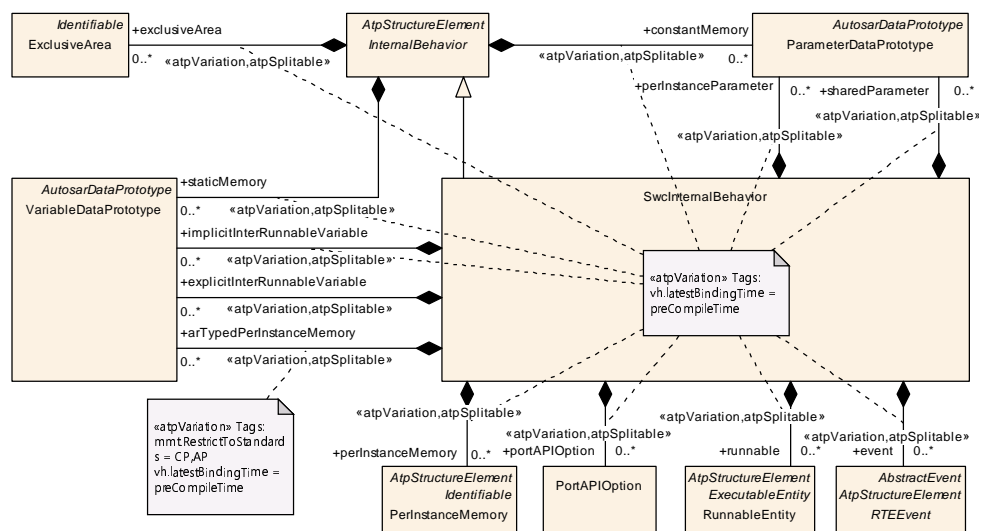 Identifiable
ExclusiveArea
+exclusiveArea
0..*
«atpVariation,atpSplitable»
AtpStructureElement
InternalBehavior
+constantMemory
0..*
«atpVariation,atpSplitable»
AutosarDataPrototype
ParameterDataPrototype
+perInstanceParameter
0..*
+sharedParameter
0..*
«atpVariation,atpSplitable»
«atpVariation,atpSplitable»
AutosarDataPrototype
VariableDataPrototype
+staticMemory
0..*
«atpVariation,atpSplitable»
+implicitInterRunnableVariable
0..*
«atpVariation,atpSplitable»
+explicitInterRunnableVariable
0..*
«atpVariation,atpSplitable»
+arTypedPerInstanceMemory
0..*
«atpVariation,atpSplitable»
SwcInternalBehavior
«atpVariation» Tags:
vh.latestBindingTime =
preCompileTime
«atpVariation» Tags:
mmt.RestrictToStandard
s = CP,AP
vh.latestBindingTime =
preCompileTime
«atpVariation,atpSplitable»
+perInstanceMemory
0..*
«atpVariation,atpSplitable»
+portAPIOption
0..*
«atpVariation,atpSplitable»
+runnable
0..*
«atpVariation,atpSplitable»
+event
0..*
AtpStructureElement
Identifiable
PerInstanceMemory
PortAPIOption
AtpStructureElement
ExecutableEntity
RunnableEntity
AbstractEvent
AtpStructureElement
RTEEvent